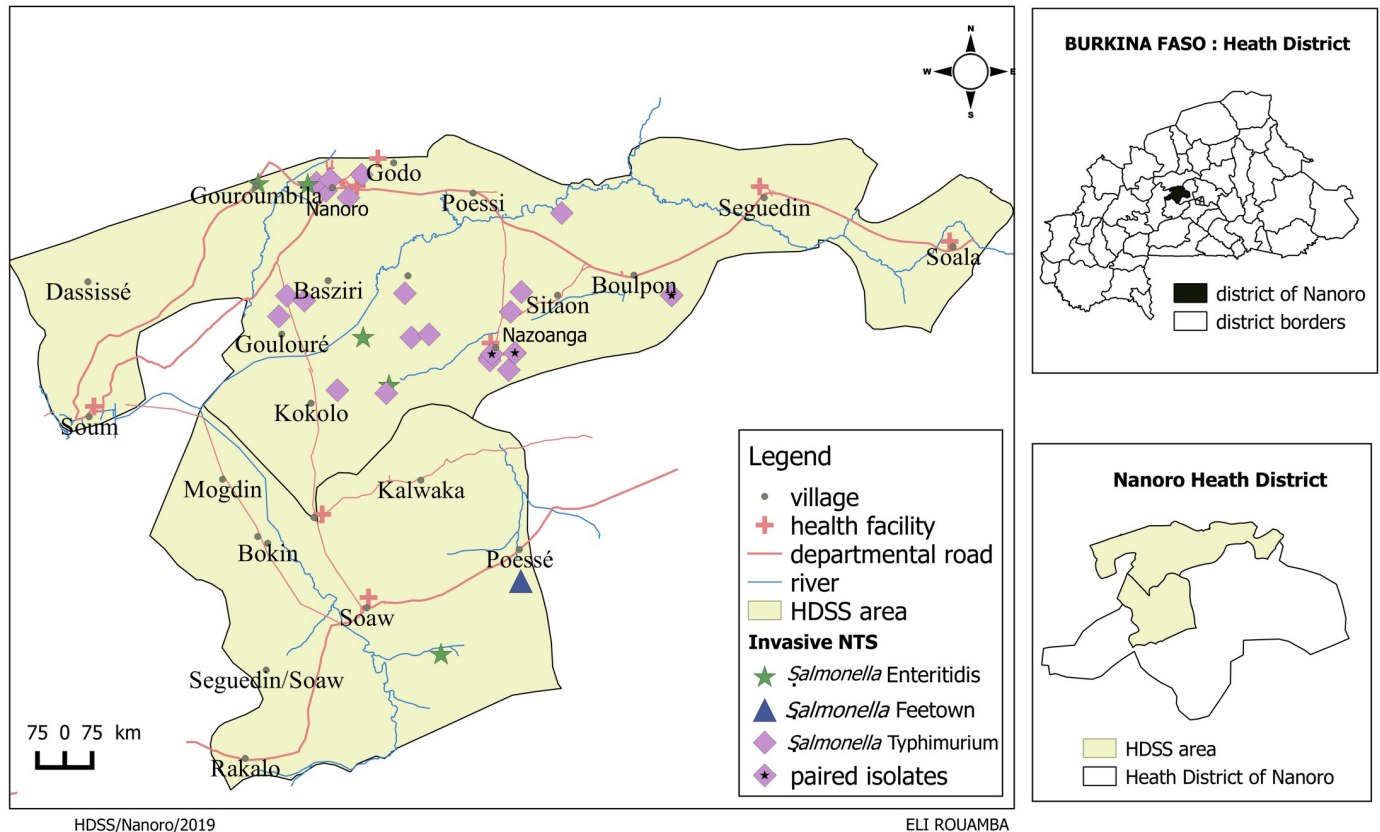 N
W
E
S
Godo
Gouroumbila
Nanoro
Poessi
Seguedin
Soala
Dassissé
Basziri
Boulpon
Sitaon
Goulouré
Nazoanga
Kokolo
Soum
Mogdin
Kalwaka
Bokin
Poessé
Soaw
Seguedin/Soaw
Rakalo
75 0 75 km
Legend
village
health facility
departmental road
river
HDSS area
Invasive NTS
Salmonella Enteritidis
Salmonella Feetown
Salmonella Typhimurium
paired isolates
HDSS/Nanoro/2019
ELI ROUAMBA
BURKINA FASO : Heath District
district of Nanoro
district borders
Nanoro Heath District
HDSS area
Heath District of Nanoro